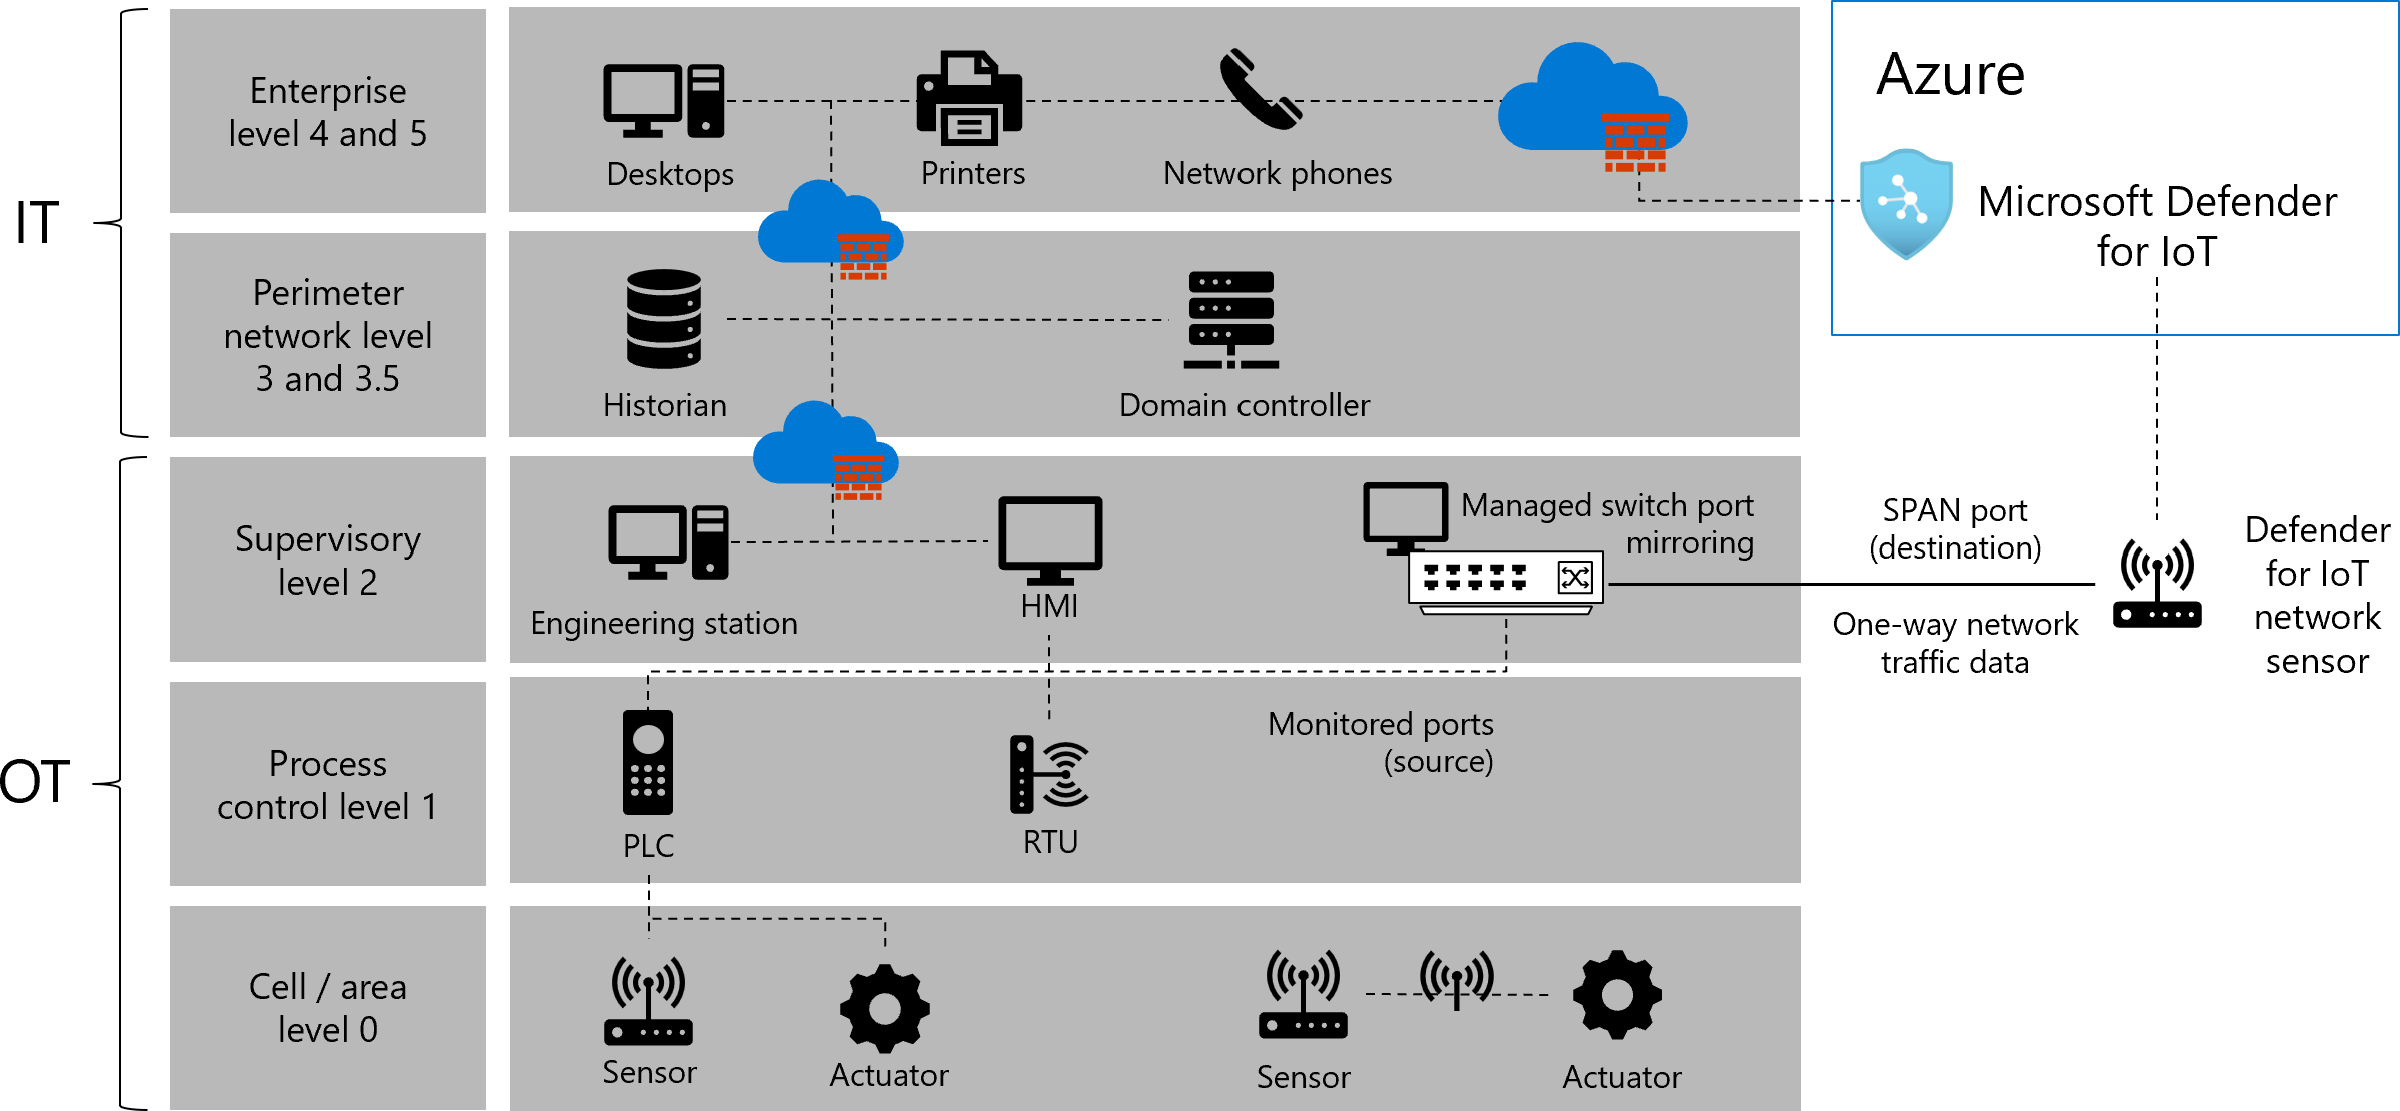 IT
Enterprise
level 4 and 5
Desktops
Printers
Network phones
Azure
Microsoft Defender
for IoT
Perimeter
network level
3 and 3.5
Historian
Domain controller
OT
Supervisory
level 2
Engineering station
HMI
Managed switch port
mirroring
SPAN port
(destination)
One-way network
traffic data
Defender
for IoT
network
sensor
Process
control level 1
PLC
RTU
Monitored ports
(source)
Cell / area
level 0
Sensor
Actuator
Sensor
Actuator